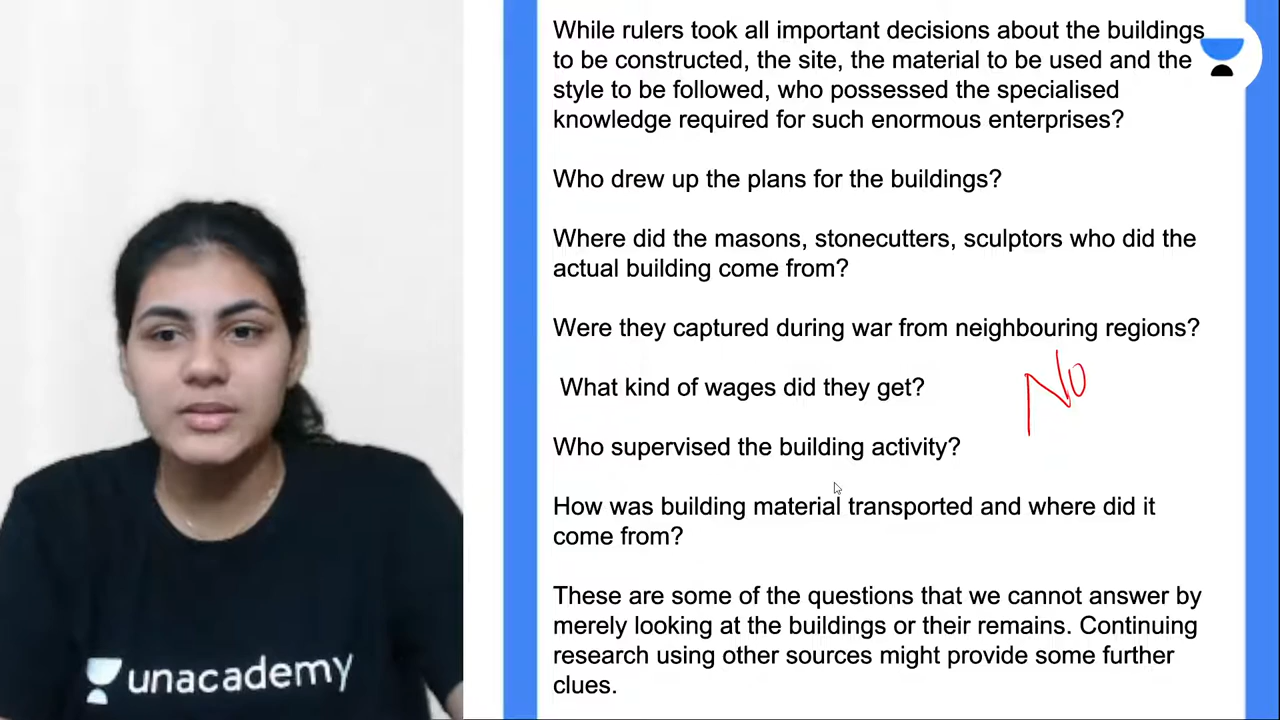 While rulers took all important decisions about the buildings
to be constructed, the site, the material to be used and the
style to be followed, who possessed the specialised
knowledge required for such enormous enterprises?
Who drew up the plans for the buildings?
Where did the masons, stonecutters, sculptors who did the
actual building come from?
Were they captured during war from neighbouring regions?
What kind of wages did they get?
NO
Who supervised the building activity?
How was building material transported and where did it
come from?
These are some of the questions that we cannot answer by
merely looking at the buildings or their remains. Continuing
research using other sources might provide some further
clues.
unacademy